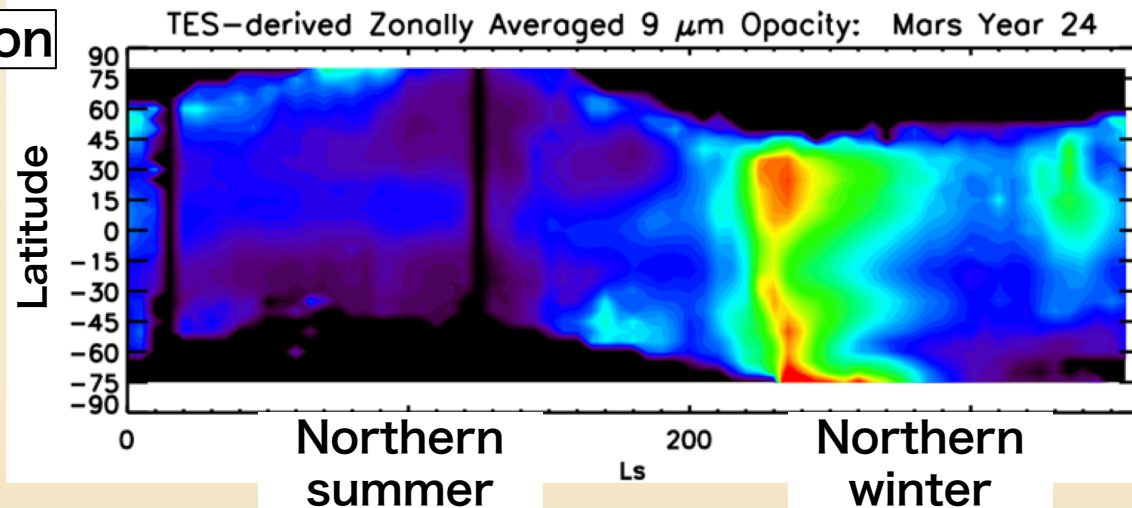 on
TES-derived Zonally Averaged 9 μm Opacity: Mars Year 24
90
75
60
45
30
15
0
-15
-30
-45
-60
-75
-90
Latitude
0
200
Northern
summer
Northern
winter
Ls